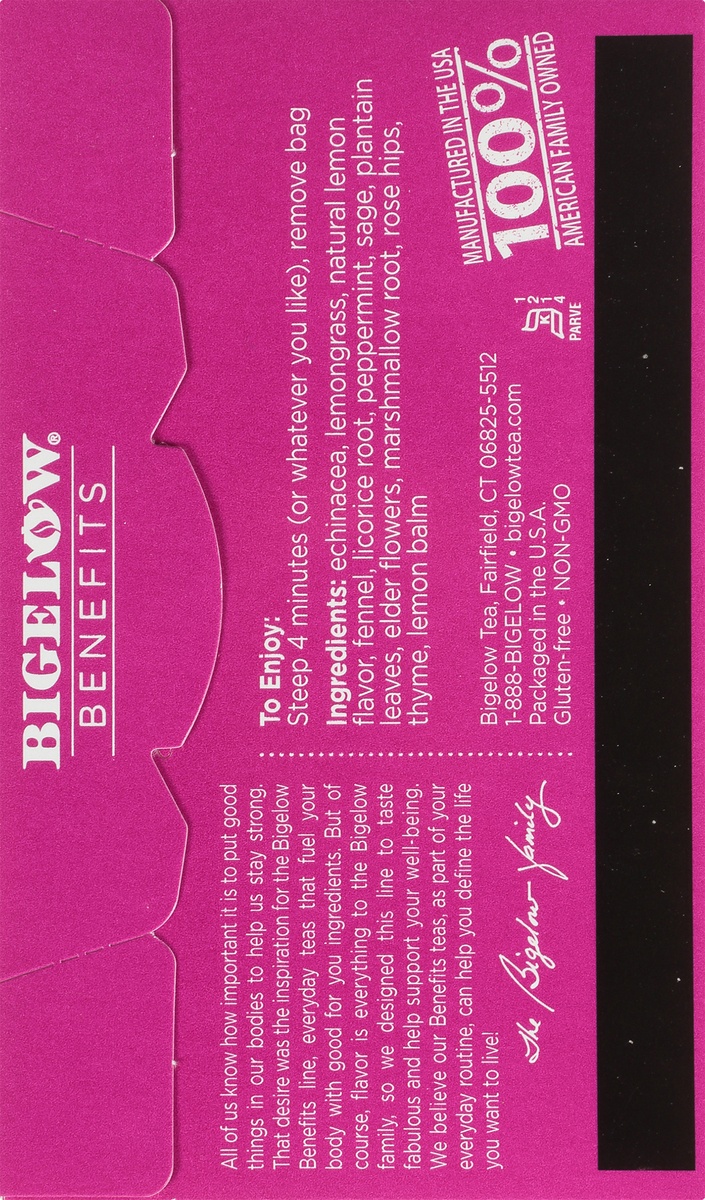 BIGELOW®
BENEFITS
All of us know how important it is to put good
things in our bodies to help us stay strong.
That desire was the inspiration for the Bigelow
Benefits line, everyday teas that fuel your
body with good for you ingredients. But of
course, flavor is everything to the Bigelow
family, so we designed this line to taste
fabulous and help support your well-being.
We believe our Benefits teas, as part of your
everyday routine, can help you define the life
you want to live!
The Bigelow Family
To Enjoy:
Steep 4 minutes (or whatever you like), remove bag
Ingredients: echinacea, lemongrass, natural lemon
flavor, fennel, licorice root, peppermint, sage, plantain
leaves, elder flowers, marshmallow root, rose hips,
thyme, lemon balm
Bigelow Tea, Fairfield, CT 06825-5512
1-888-BIGELOW • bigelowtea.com
Packaged in the U.S.A.
Gluten-free • NON-GMO
K
1
2
1
4
PARVE
MANUFACTURED IN THE USA
100%
AMERICAN FAMILY OWNED